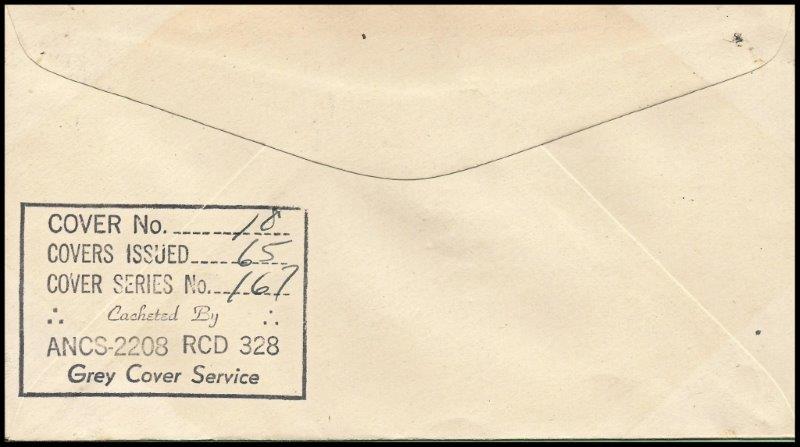 COVER No. 18
COVERS ISSUED 65
COVER SERIES No. 167
Cacheted By
ANCS-2208 RCD 328
Grey Cover Service